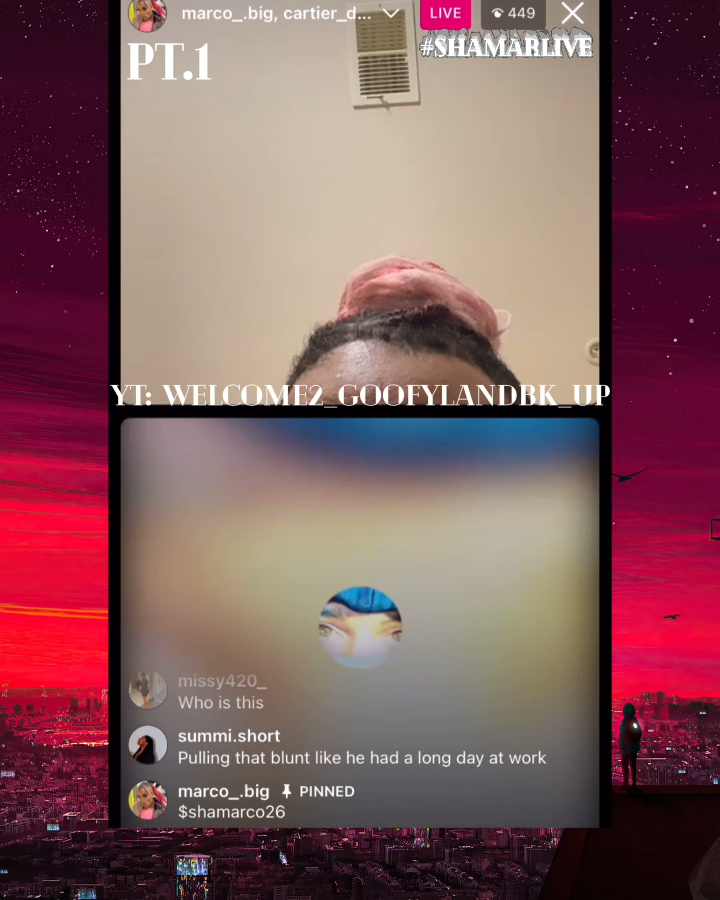 marco_.big, cartier_d...
LIVE
449
PT.1
#SHAMARLIVE
YT: WELCOME2_GOOFYLANDBK_UP
missy420_
Who is this
summi.short
Pulling that blunt like he had a long day at work
marco_.big PINNED
$shamarco26